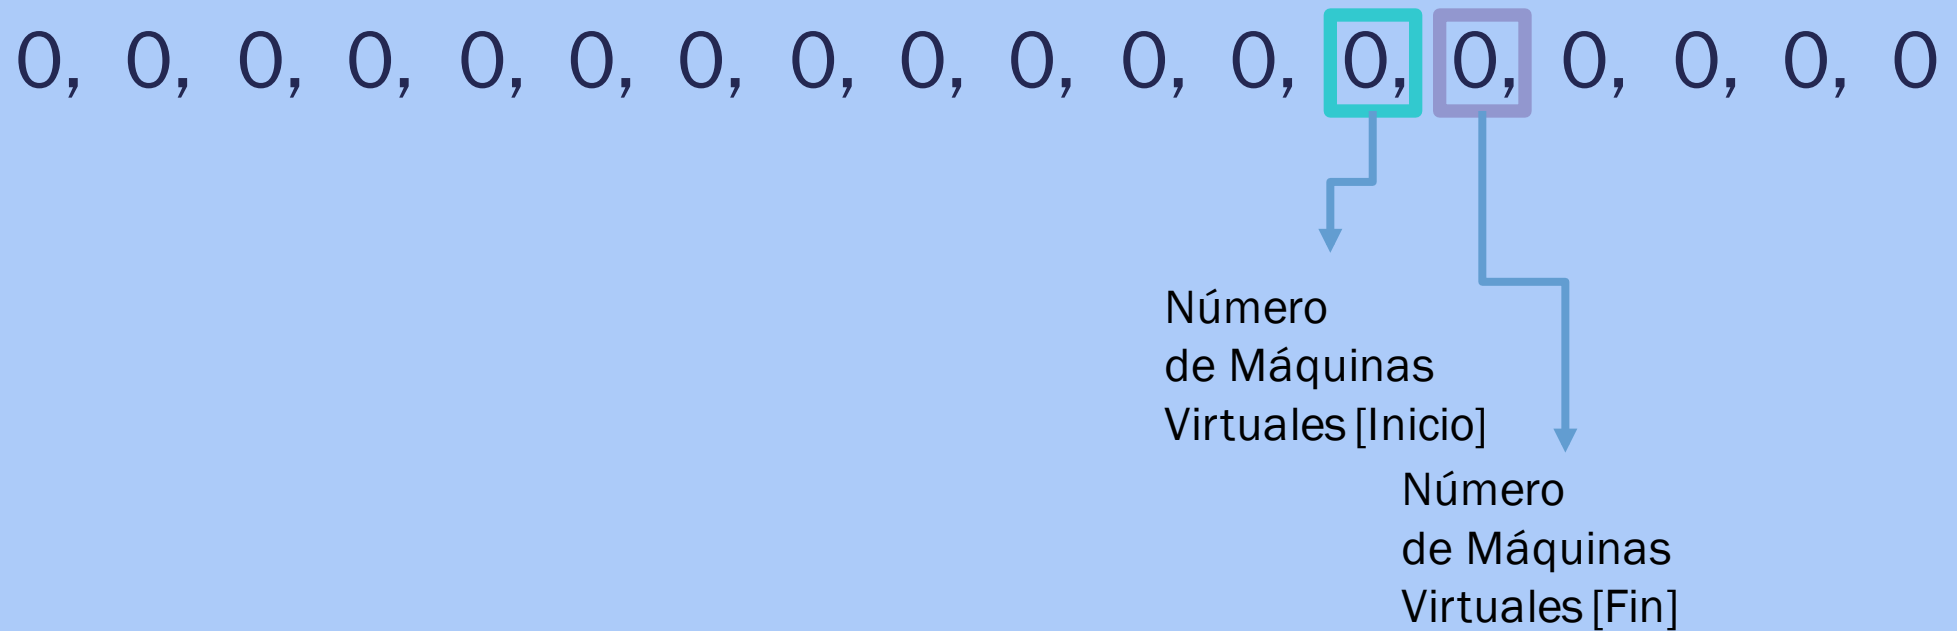 0, 0, 0, 0, 0, 0, 0, 0, 0, 0, 0, 0, 0, 0, 0, 0, 0, 0
Número
de Máquinas
Virtuales [Inicio]
Número
de Máquinas
Virtuales [Fin]